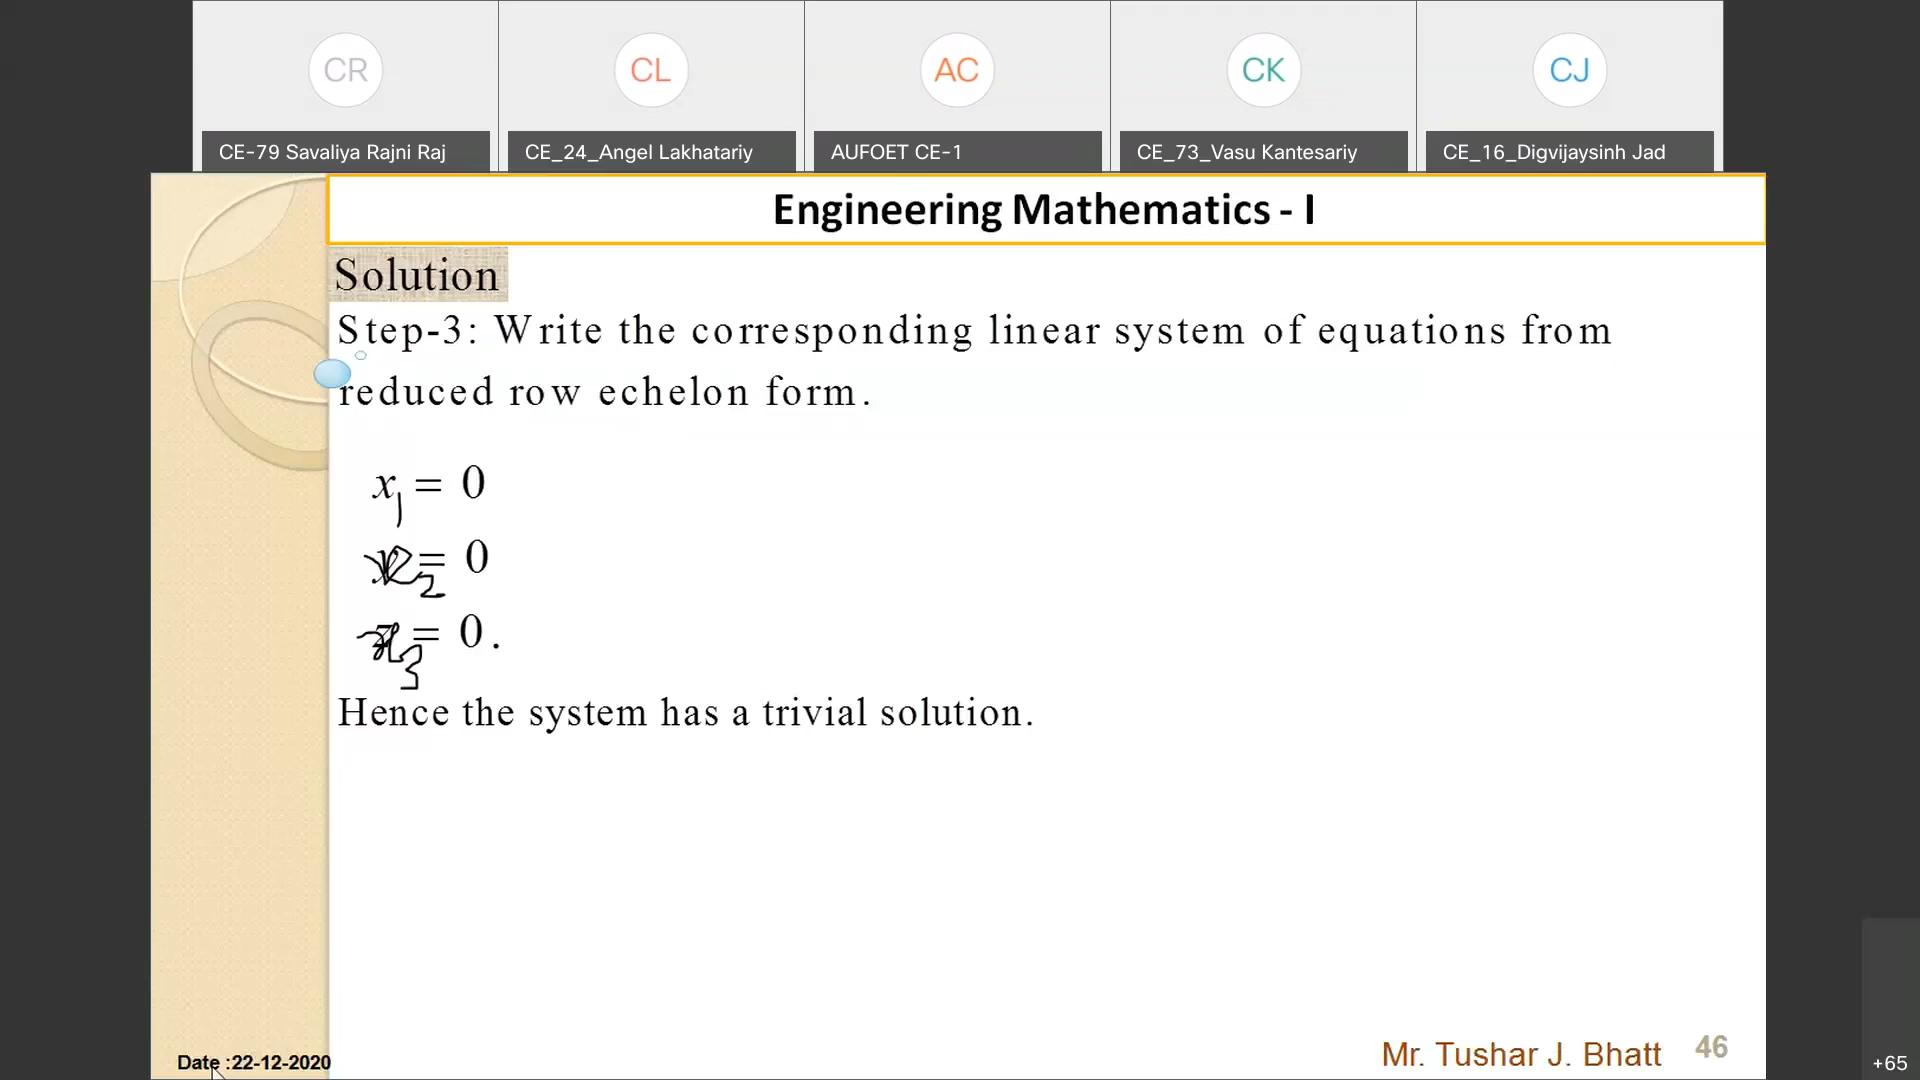 CR
CL
AC
CK
CJ
CE-79 Savaliya Rajni Raj
CE_24_Angel Lakhatariy
AUFOET CE-1
CE_73_Vasu Kantesariy
CE_16_Digvijaysinh Jad
Engineering Mathematics - I
Solution
Step-3: Write the corresponding linear system of equations from
reduced row echelon form.
x1 = 0
x2 = 0
x3 = 0.
Hence the system has a trivial solution.
Date :22-12-2020
Mr. Tushar J. Bhatt
46
+65